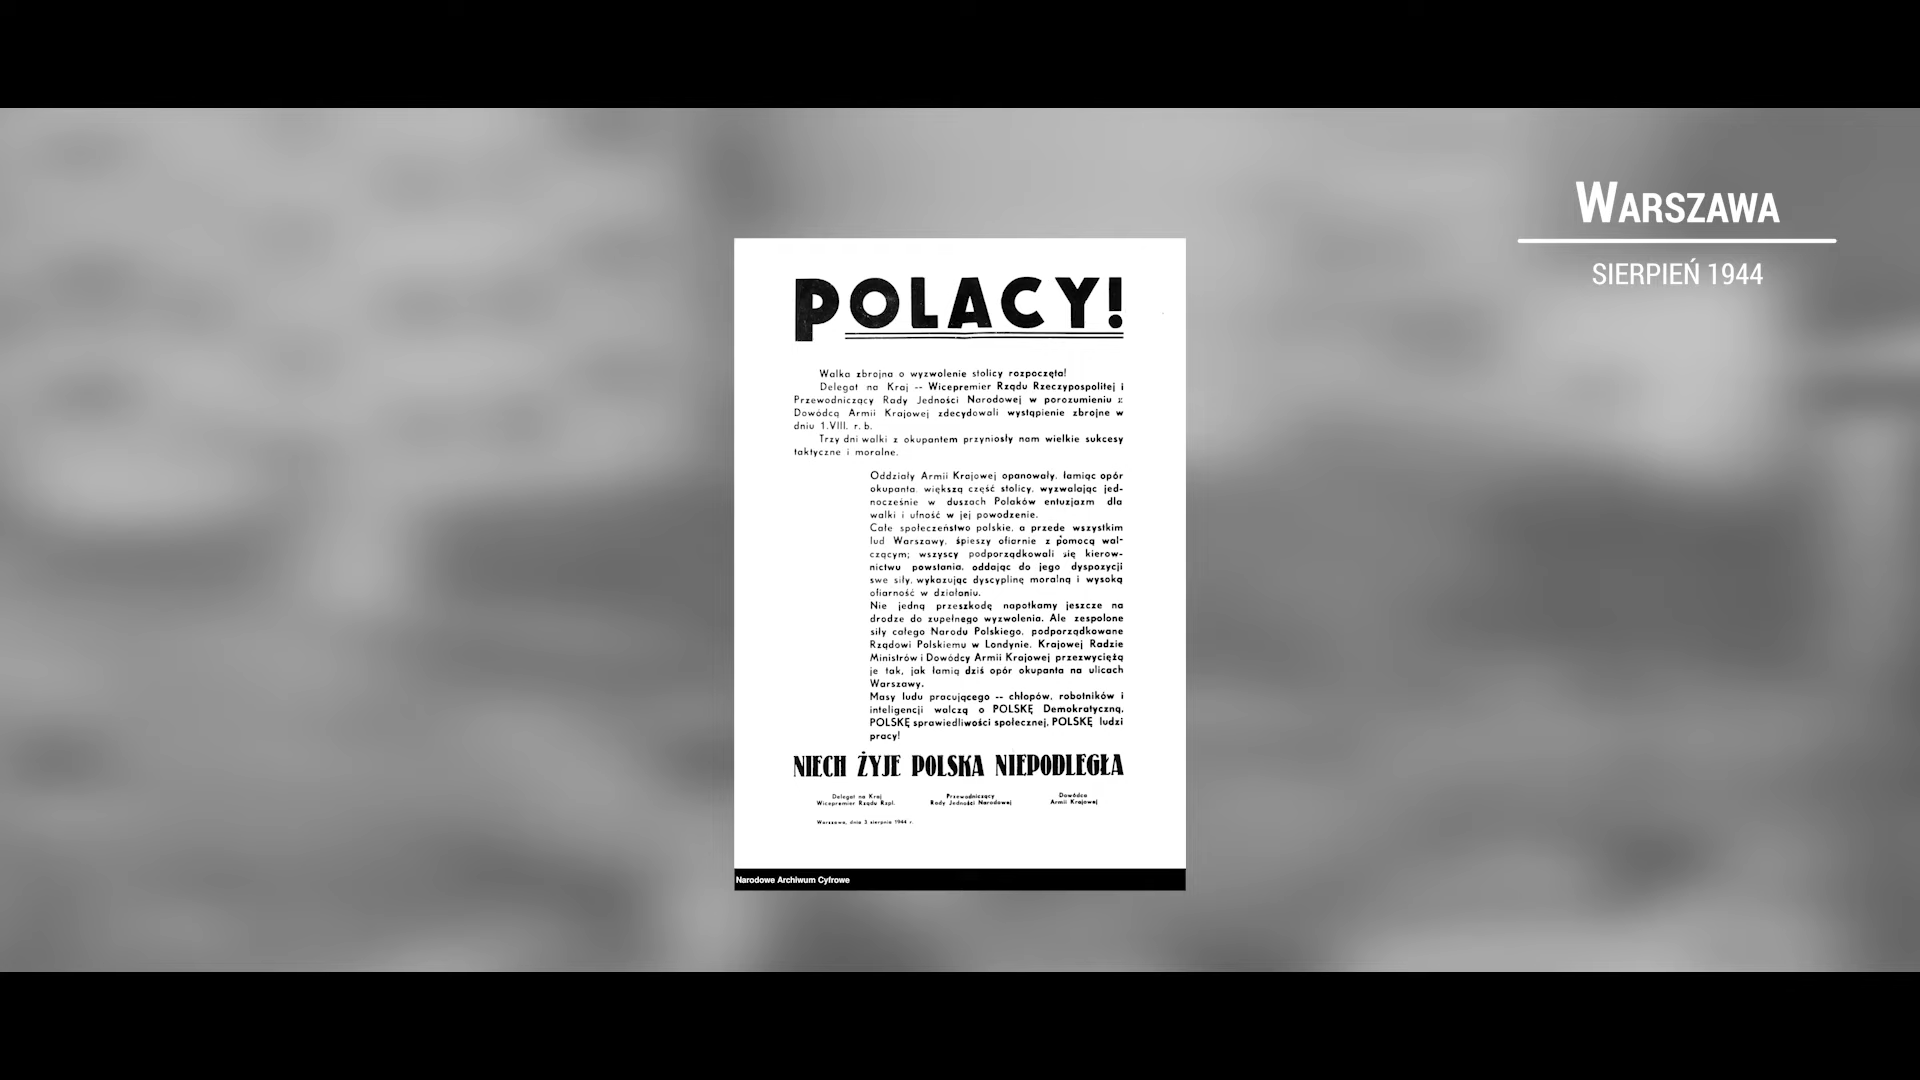 WARSZAWA
SIERPIEŃ 1944
POLACY!
Walka zbrojna o wyzwolenie stolicy rozpoczęta!
Delegat na Kraj -- Wicepremier Rządu Rzeczypospolitej i
Przewodniczący Rady Jedności Narodowej w porozumieniu z
Dowódcą Armii Krajowej zdecydowali wystąpienie zbrojne w
dniu 1.VIII. r. b.
Trzy dni walki z okupantem przyniosły nam wielkie sukcesy
taktyczne i moralne.
Oddziały Armii Krajowej opanowały, łamiąc opór
okupanta, większą część stolicy, wyzwalając jed-
nocześnie w duszach Polaków entuzjazm dla
walki i ufność w jej powodzenie.
Całe społeczeństwo polskie, a przede wszystkim
lud Warszawy, śpieszy ofiarnie z pomocą wal-
czącym; wszyscy podporządkowali się kierow-
nictwu powstania, oddając do jego dyspozycji
swe siły, wykazując dyscyplinę moralną i wysoką
ofiarność w działaniu.
Nie jedną przeszkodę napotkamy jeszcze na
drodze do zupełnego wyzwolenia. Ale zespolone
siły całego Narodu Polskiego, podporządkowane
Rządowi Polskiemu w Londynie, Krajowej Radzie
Ministrów i Dowódcy Armii Krajowej przezwyciężą
je tak, jak łamią dziś opór okupanta na ulicach
Warszawy.
Masy ludu pracującego -- chłopów, robotników i
inteligencji walczą o POLSKĘ Demokratyczną,
POLSKĘ sprawiedliwości społecznej, POLSKĘ ludzi
pracy!
NIECH ŻYJE POLSKA NIEPODLEGŁA
Delegat na Kraj
Wicepremier Rządu Rzpl.
Przewodniczący
Rady Jedności Narodowej
Dowódca
Armii Krajowej
Warszawa, dnia 3 sierpnia 1944 r.
Narodowe Archiwum Cyfrowe